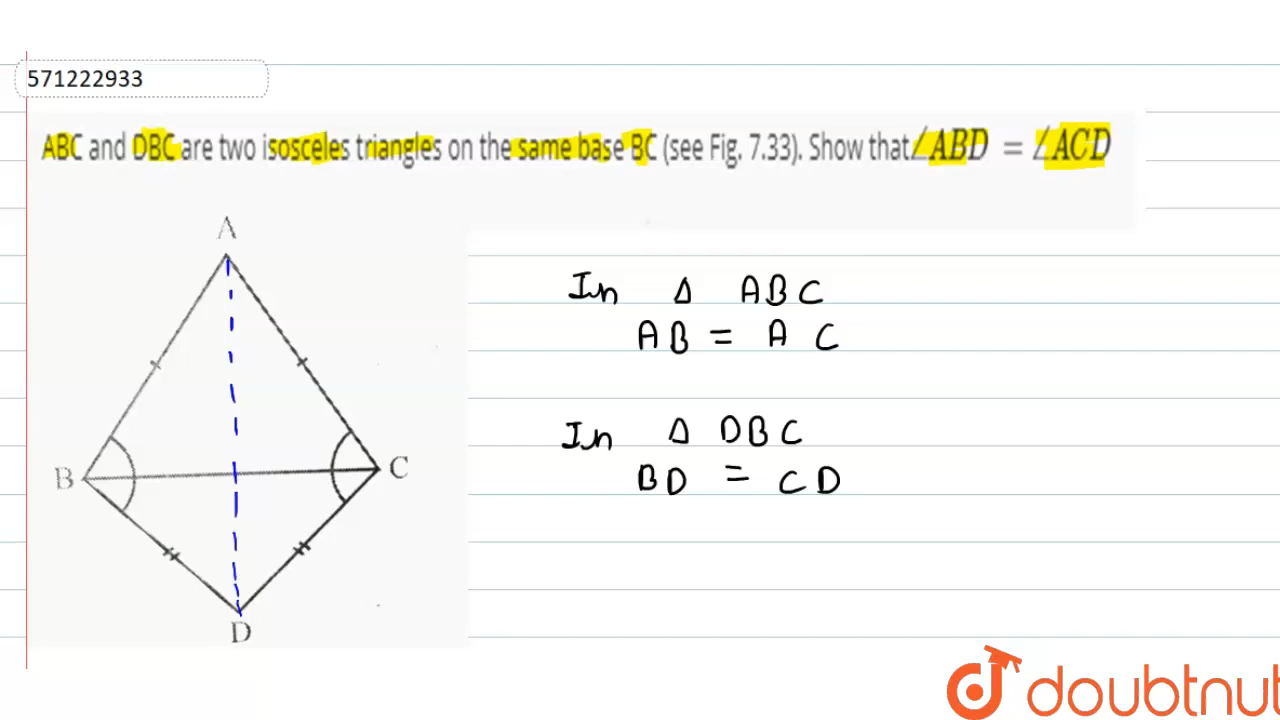 571222933
ABC and DBC are two isosceles triangles on the same base BC (see Fig. 7.33). Show that ∠ABD = ∠ACD
A
B
C
D
In Δ ABC
AB = AC
In Δ DBC
BD = CD
doubtnut